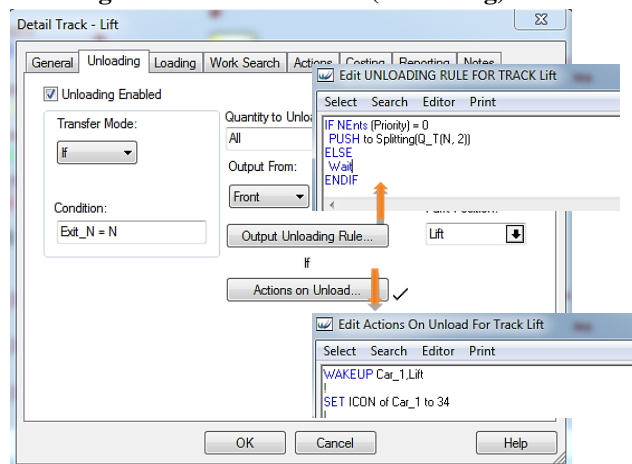 Detail Track - Lift
General Unloading Loading Work Search Actions Costing Reporting Notes
Unloading Enabled
Transfer Mode:
If
Condition:
Exit_N = N
Quantity to
All
Output From:
Front
Output Unloading Rule...
If
Actions on Unload...
Lift
Edit UNLOADING RULE FOR TRACK Lift
Select Search Editor Print
IF NEnts (Priority) = 0
PUSH to Splitting(Q_T(N, 2))
ELSE
Wait
ENDIF
Edit Actions On Unload For Track Lift
Select Search Editor Print
WAKEUP Car_1,Lift
!
SET ICON of Car_1 to 34
!
OK Cancel Help